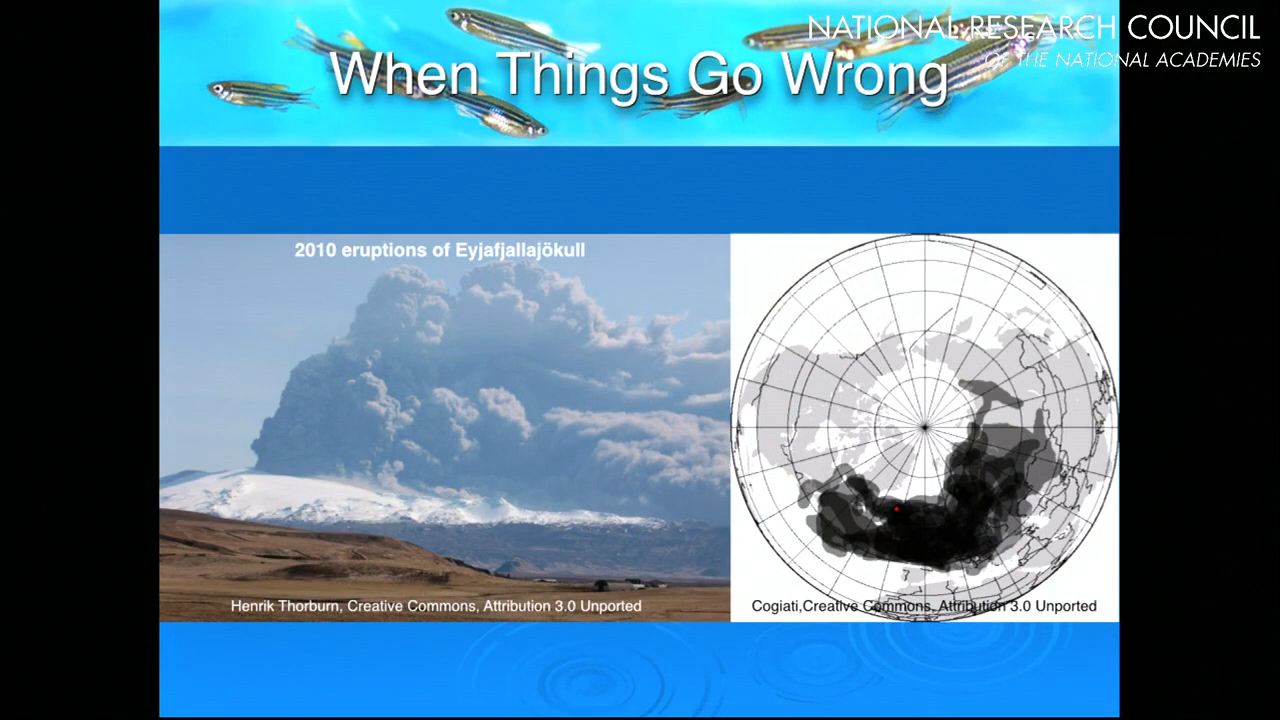 NATIONAL RESEARCH COUNCIL
OF THE NATIONAL ACADEMIES
When Things Go Wrong
2010 eruptions of Eyjafjallajökull
Henrik Thorburn, Creative Commons, Attribution 3.0 Unported
Cogiati,Creative Commons, Attribution 3.0 Unported